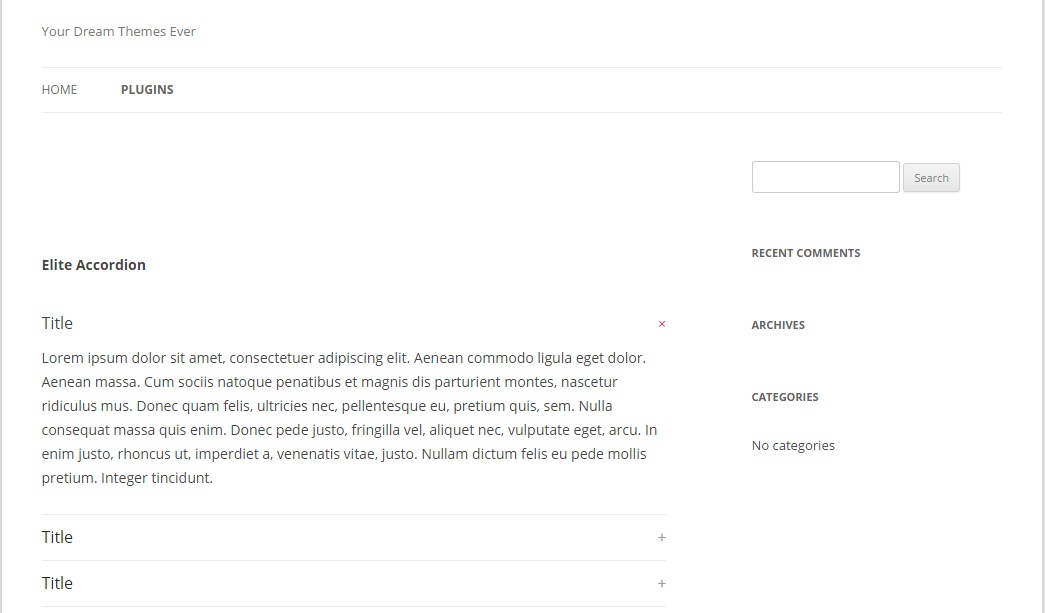 Your Dream Themes Ever
HOME PLUGINS
Search
Elite Accordion
Title ×
Lorem ipsum dolor sit amet, consectetuer adipiscing elit. Aenean commodo ligula eget dolor.
Aenean massa. Cum sociis natoque penatibus et magnis dis parturient montes, nascetur
ridiculus mus. Donec quam felis, ultricies nec, pellentesque eu, pretium quis, sem. Nulla
consequat massa quis enim. Donec pede justo, fringilla vel, aliquet nec, vulputate eget, arcu. In
enim justo, rhoncus ut, imperdiet a, venenatis vitae, justo. Nullam dictum felis eu pede mollis
pretium. Integer tincidunt.
Title +
Title +
RECENT COMMENTS
ARCHIVES
CATEGORIES
No categories